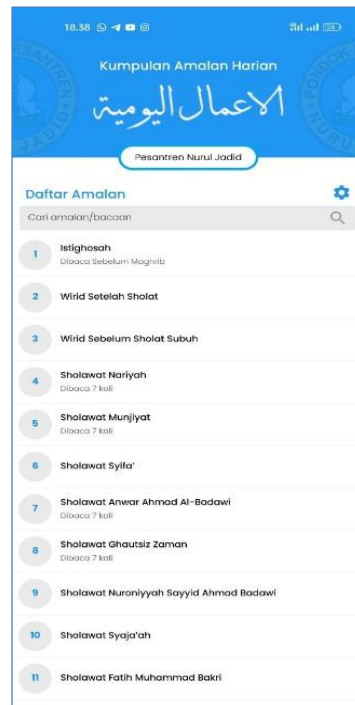 18.38
Kumpulan Amalan Harian
الاعمال اليومية
Pesantren Nurul Jadid
Daftar Amalan
Cari amalan/bacaan
1
Istighosah
Dibaca Sebelum Maghrib
2
Wirid Setelah Sholat
3
Wirid Sebelum Sholat Subuh
4
Sholawat Nariyah
Dibaca 7 kali
5
Sholawat Munjiyat
Dibaca 7 kali
6
Sholawat Syifa'
7
Sholawat Anwar Ahmad Al-Badawi
Dibaca 7 kali
8
Sholawat Ghautsiz Zaman
Dibaca 7 kali
9
Sholawat Nuroniyyah Sayyid Ahmad Badawi
10
Sholawat Syaja'ah
11
Sholawat Fatih Muhammad Bakri